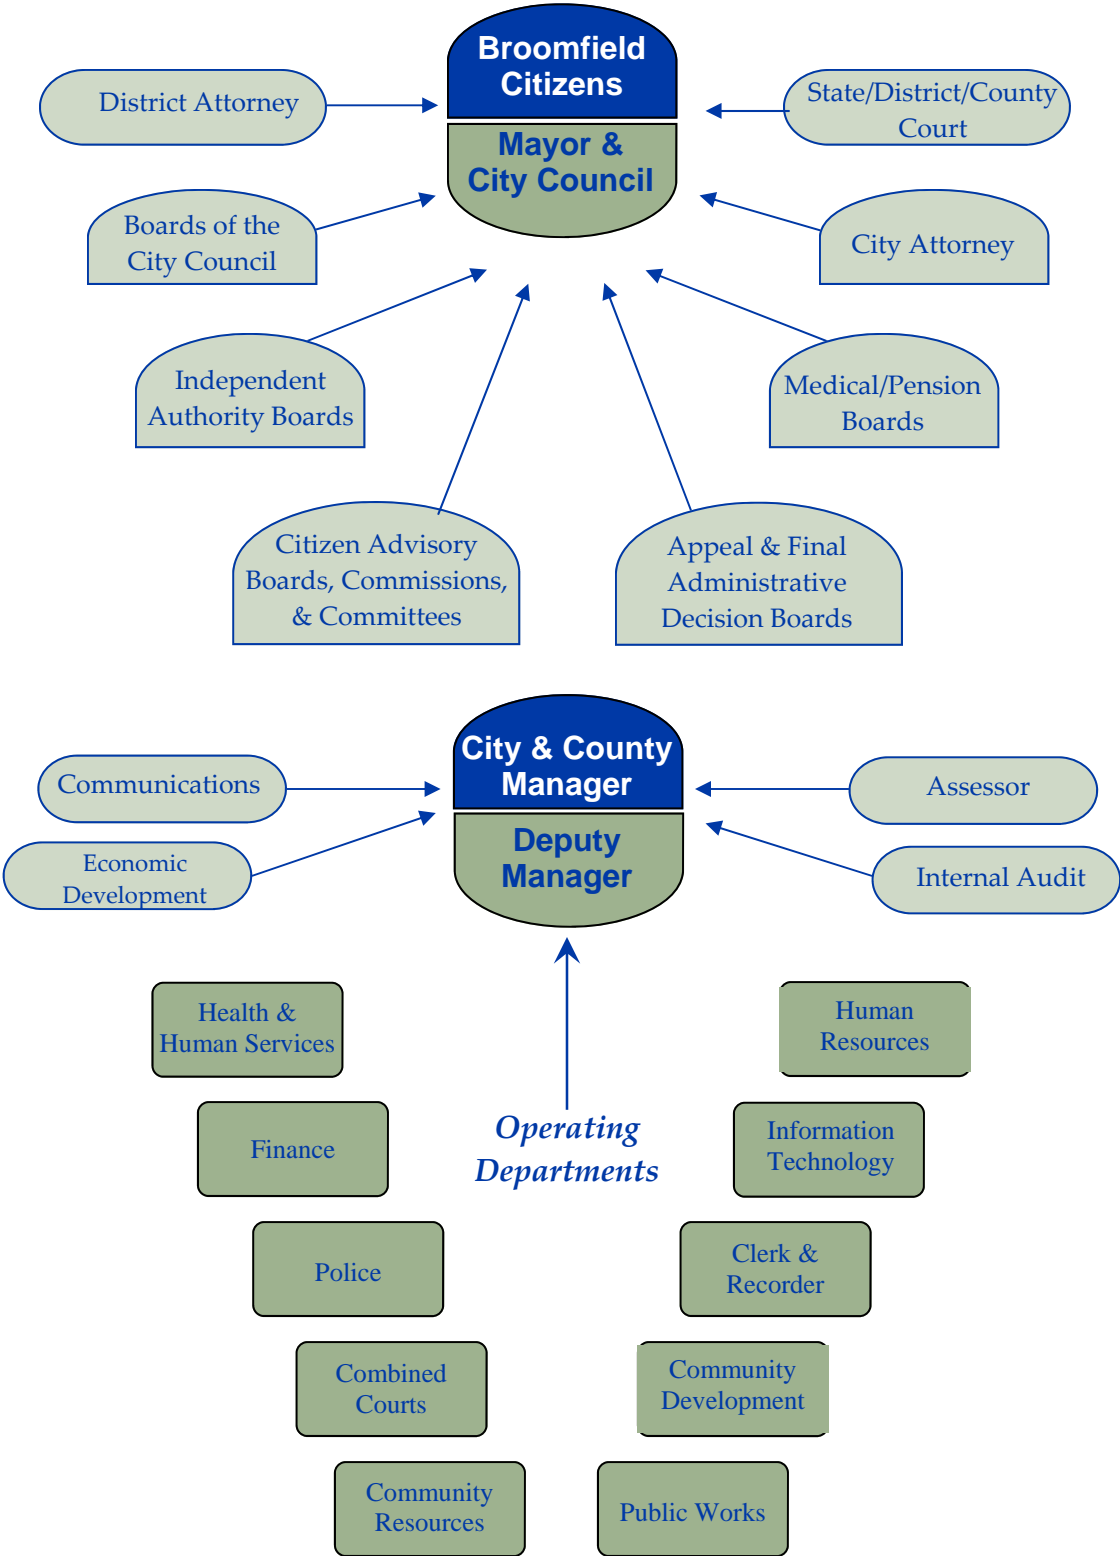 Broomfield
Citizens
District Attorney
State/District/County
Court
Mayor &
City Council
Boards of the
City Council
City Attorney
Independent
Authority Boards
Medical/Pension
Boards
Citizen Advisory
Boards, Commissions,
& Committees
Appeal & Final
Administrative
Decision Boards
City & County
Manager
Communications
Assessor
Deputy
Manager
Economic
Development
Internal Audit
Health &
Human Services
Human
Resources
Operating
Departments
Finance
Information
Technology
Police
Clerk &
Recorder
Combined
Courts
Community
Development
Community
Resources
Public Works